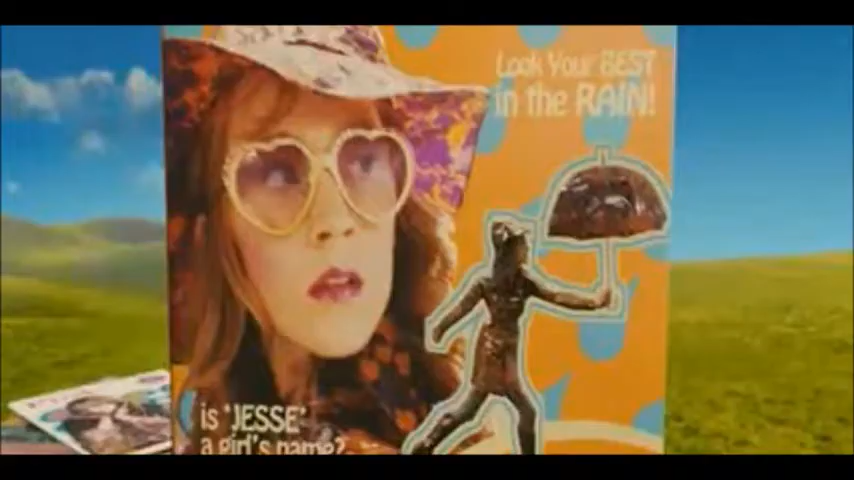 Look Your BEST
in the RAIN!
is 'JESSE'
a girl's name?